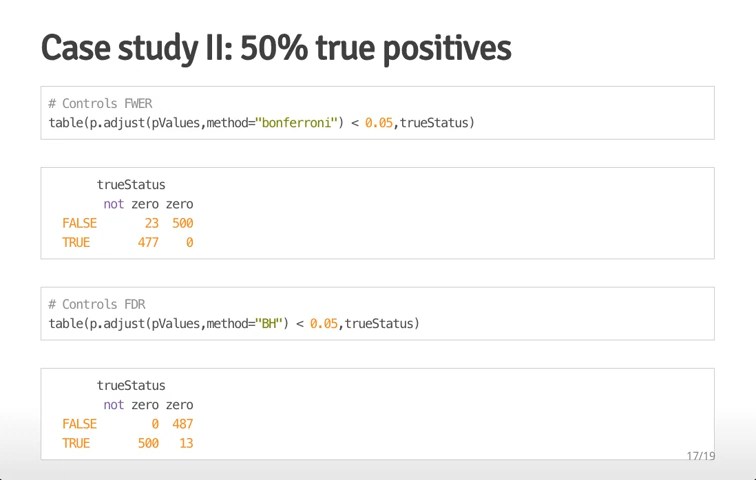 Case study II: 50% true positives
# Controls FWER
table(p.adjust(pValues,method="bonferroni") < 0.05,trueStatus)
trueStatus
not zero zero
FALSE 23 500
TRUE 477 0
# Controls FDR
table(p.adjust(pValues,method="BH") < 0.05,trueStatus)
trueStatus
not zero zero
FALSE 0 487
TRUE 500 13
17/19